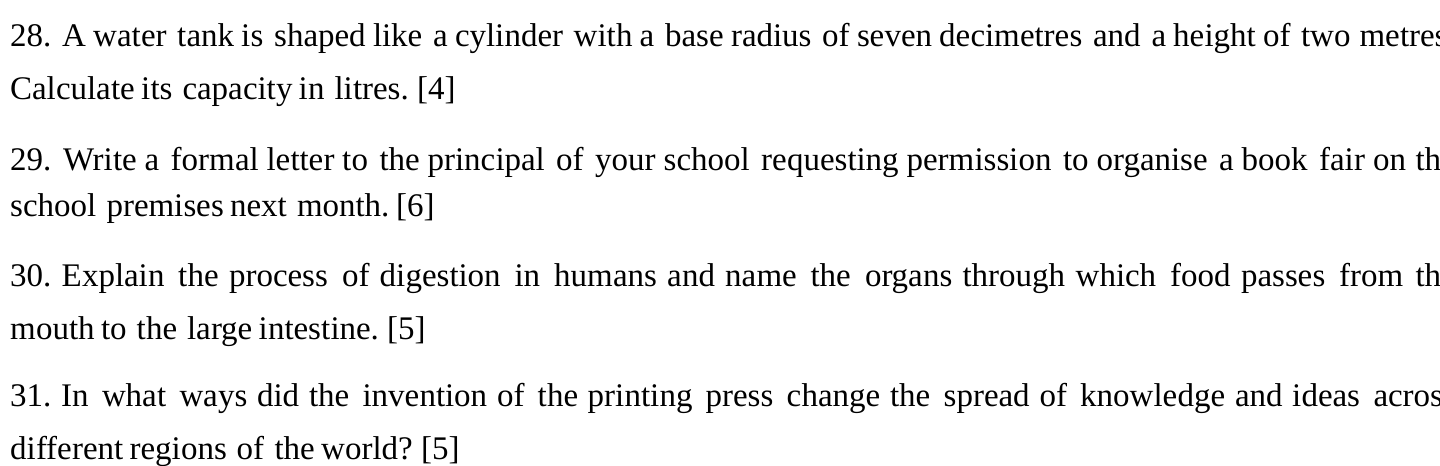 28. A water tank is shaped like a cylinder with a base radius of seven decimetres and a height of two metres
Calculate its capacity in litres. [4]
29. Write a formal letter to the principal of your school requesting permission to organise a book fair on th
school premises next month. [6]
30. Explain the process of digestion in humans and name the organs through which food passes from th
mouth to the large intestine. [5]
31. In what ways did the invention of the printing press change the spread of knowledge and ideas acros
different regions of the world? [5]